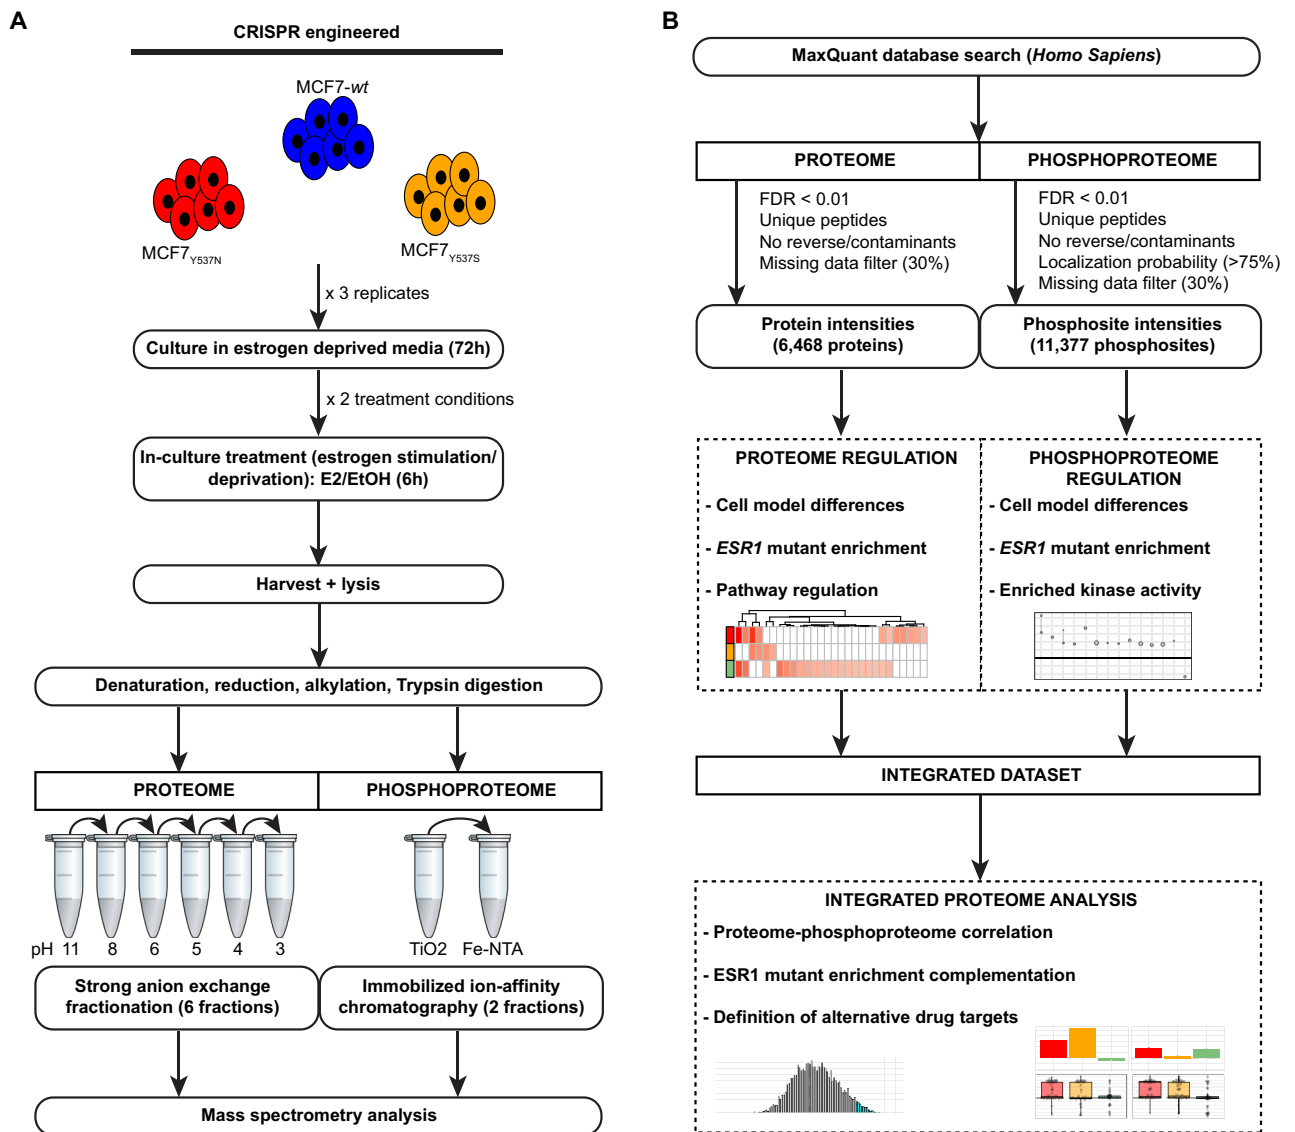 A
CRISPR engineered
MCF7-wt
MCF7Y537N
MCF7Y537S
x 3 replicates
Culture in estrogen deprived media (72h)
x 2 treatment conditions
In-culture treatment (estrogen stimulation/
deprivation): E2/EtOH (6h)
Harvest + lysis
Denaturation, reduction, alkylation, Trypsin digestion
PROTEOME
PHOSPHOPROTEOME
pH 11 8 6 5 4 3
TiO2 Fe-NTA
Strong anion exchange
fractionation (6 fractions)
Immobilized ion-affinity
chromatography (2 fractions)
Mass spectrometry analysis
B
MaxQuant database search (Homo Sapiens)
PROTEOME
PHOSPHOPROTEOME
FDR < 0.01
Unique peptides
No reverse/contaminants
Missing data filter (30%)
FDR < 0.01
Unique peptides
No reverse/contaminants
Localization probability (>75%)
Missing data filter (30%)
Protein intensities
(6,468 proteins)
Phosphosite intensities
(11,377 phosphosites)
PROTEOME REGULATION
- Cell model differences
- ESR1 mutant enrichment
- Pathway regulation
PHOSPHOPROTEOME
REGULATION
- Cell model differences
- ESR1 mutant enrichment
- Enriched kinase activity
INTEGRATED DATASET
INTEGRATED PROTEOME ANALYSIS
- Proteome-phosphoproteome correlation
- ESR1 mutant enrichment complementation
- Definition of alternative drug targets